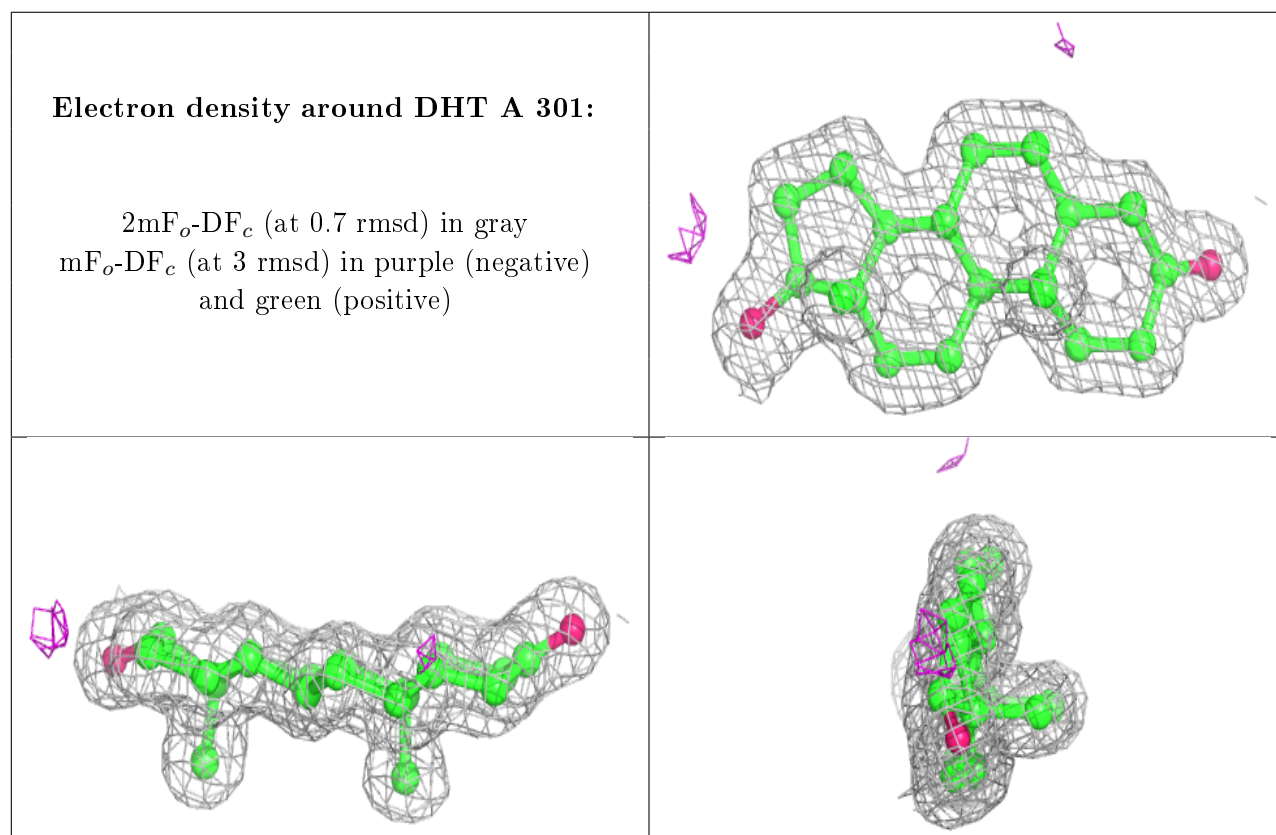 Electron density around DHT A 301:
2mFₒ-DF𝑐 (at 0.7 rmsd) in gray
mFₒ-DF𝑐 (at 3 rmsd) in purple (negative)
and green (positive)